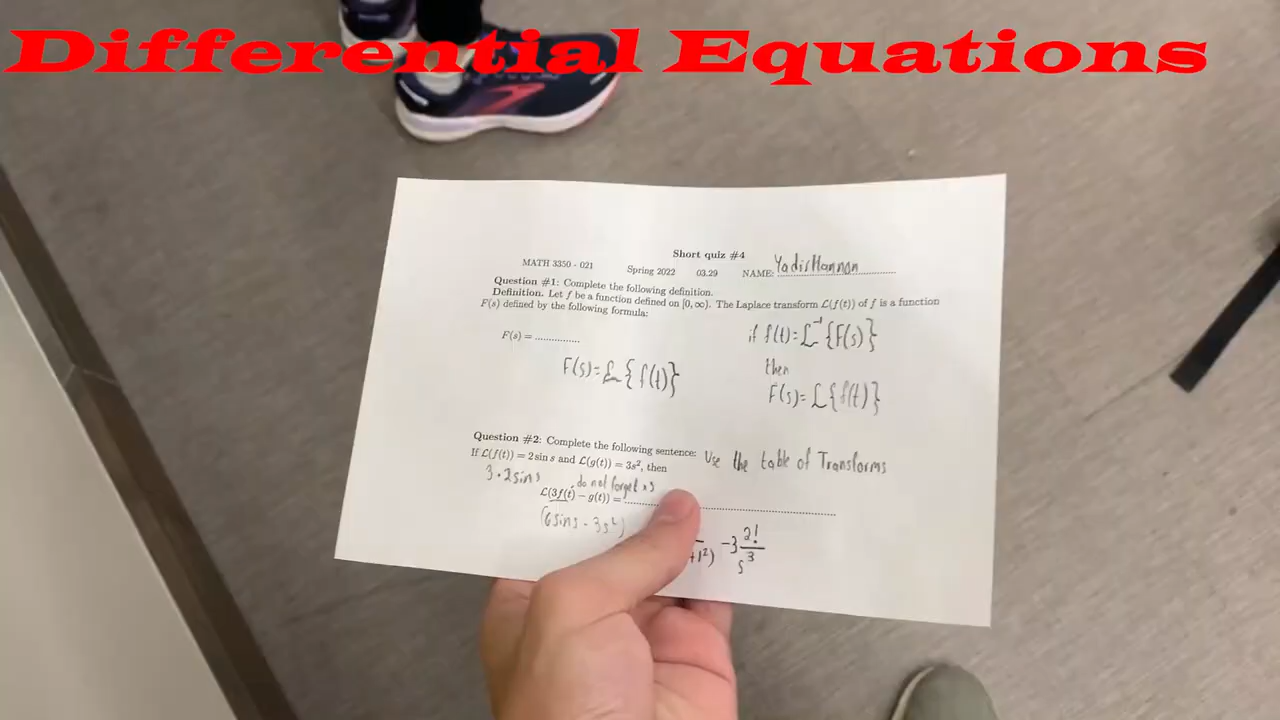 Differential Equations
Short quiz #4
MATH 3350 - 021 Spring 2022 03.29 NAME: Yadir Mannon
Question #1: Complete the following definition.
Definition. Let f be a function defined on [0,∞). The Laplace transform ℒ(f(t)) of f is a function
F(s) defined by the following formula:
F(s) = ...............
if f(t)=ℒ⁻¹{F(s)}
then
F(s)=ℒ{f(t)}
F(s)=ℒ{f(t)}
Question #2: Complete the following sentence: Use the table of Transforms
If ℒ(f(t)) = 2 sin s and ℒ(g(t)) = 3s², then
3·2sins do not forget
ℒ(3f(t) − g(t)) = ...............
(6sins - 3s²)
+1²) -3 2!/s³